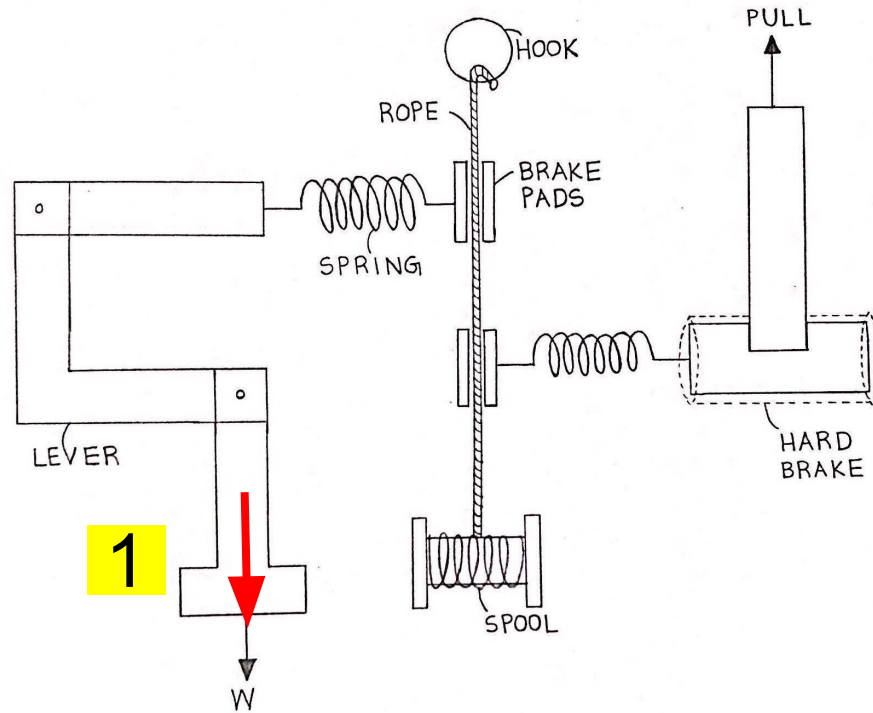 PULL
HOOK
ROPE
BRAKE
PADS
SPRING
LEVER
HARD
BRAKE
1
SPOOL
W